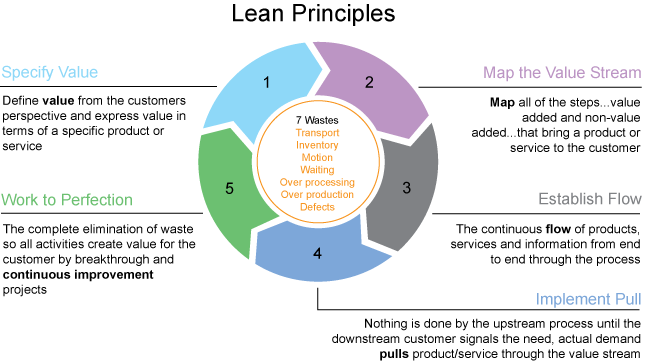 Lean Principles
Specify Value
Define value from the customers
perspective and express value in
terms of a specific product or
service
1
2
Map the Value Stream
Map all of the steps...value
added and non-value
added...that bring a product or
service to the customer
7 Wastes
Transport
Inventory
Motion
Waiting
Over processing
Over production
Defects
3
Establish Flow
The continuous flow of products,
services and information from end
to end through the process
4
Implement Pull
Nothing is done by the upstream process until the
downstream customer signals the need, actual demand
pulls product/service through the value stream
5
Work to Perfection
The complete elimination of waste
so all activities create value for the
customer by breakthrough and
continuous improvement
projects